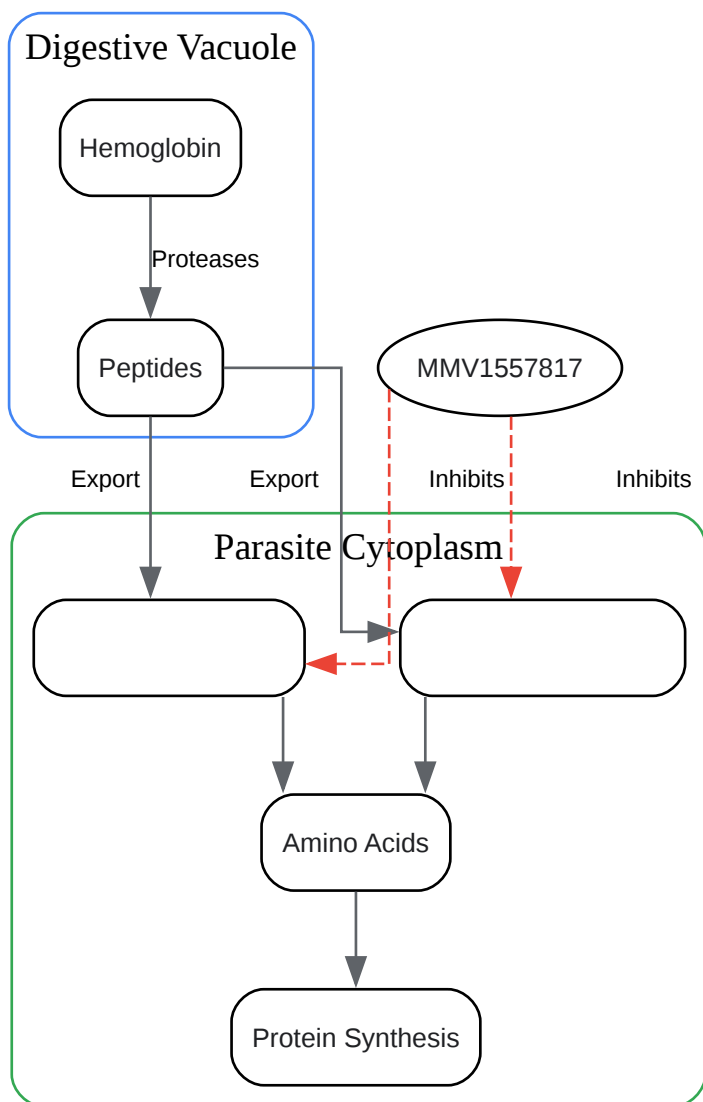 Digestive Vacuole
Hemoglobin
Proteases
Peptides
MMV1557817
Export
Export
Inhibits
Inhibits
Parasite Cytoplasm
Amino Acids
Protein Synthesis